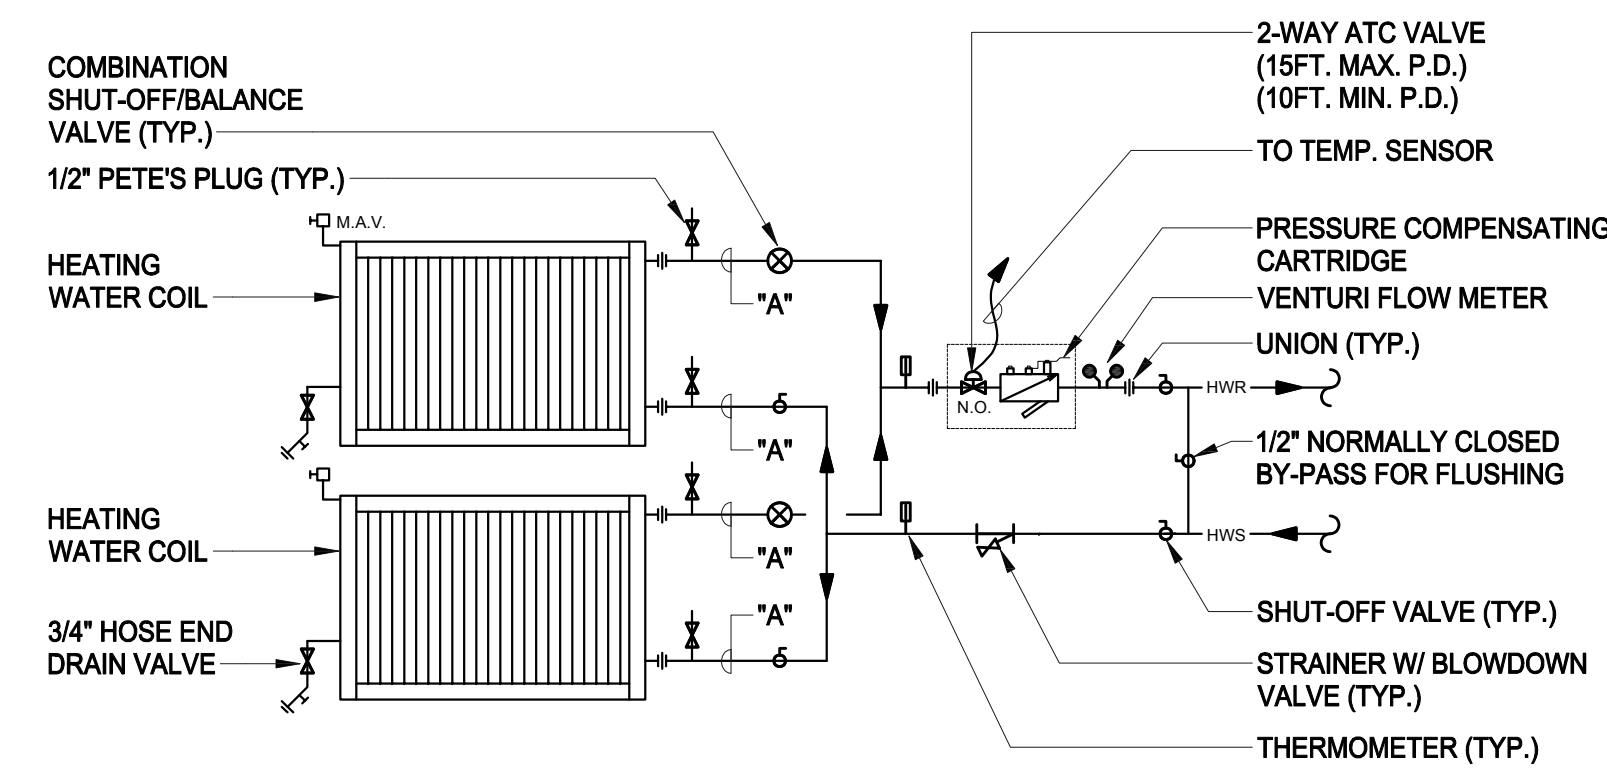 COMBINATION
SHUT-OFF/BALANCE
VALVE (TYP.)
1/2" PETE'S PLUG (TYP.)
M.A.V.
HEATING
WATER COIL
"A"
"A"
HEATING
WATER COIL
"A"
"A"
3/4" HOSE END
DRAIN VALVE
2-WAY ATC VALVE
(15FT. MAX. P.D.)
(10FT. MIN. P.D.)
TO TEMP. SENSOR
PRESSURE COMPENSATING
CARTRIDGE
VENTURI FLOW METER
UNION (TYP.)
N.O.
HWR
1/2" NORMALLY CLOSED
BY-PASS FOR FLUSHING
HWS
SHUT-OFF VALVE (TYP.)
STRAINER W/ BLOWDOWN
VALVE (TYP.)
THERMOMETER (TYP.)